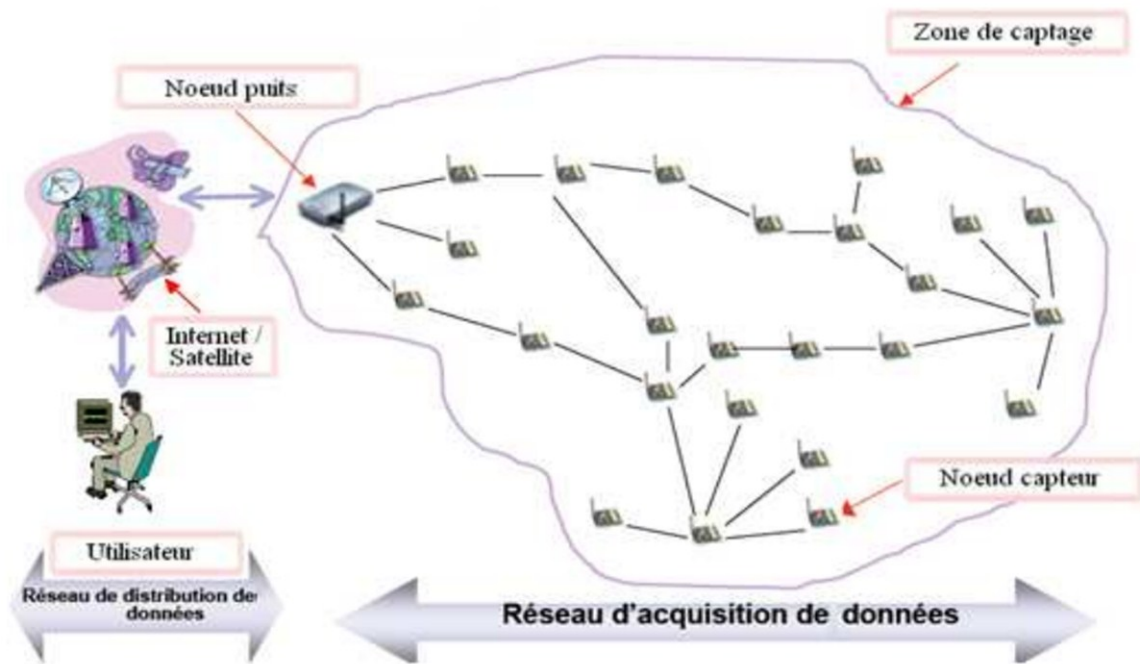 Zone de captage
Noeud puits
Internet /
Satellite
Noeud capteur
Utilisateur
Réseau de distribution de
données
Réseau d'acquisition de données